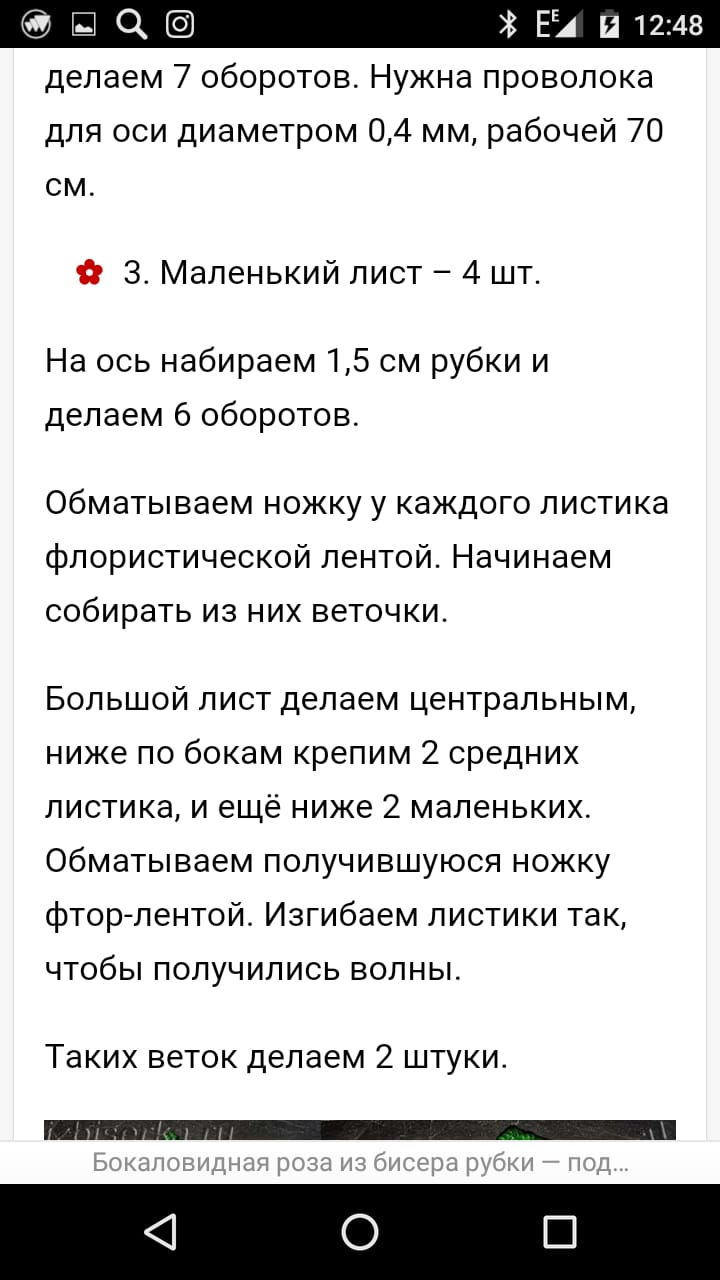 12:48
делаем 7 оборотов. Нужна проволока
для оси диаметром 0,4 мм, рабочей 70
см.
3. Маленький лист – 4 шт.
На ось набираем 1,5 см рубки и
делаем 6 оборотов.
Обматываем ножку у каждого листика
флористической лентой. Начинаем
собирать из них веточки.
Большой лист делаем центральным,
ниже по бокам крепим 2 средних
листика, и ещё ниже 2 маленьких.
Обматываем получившуюся ножку
фтор-лентой. Изгибаем листики так,
чтобы получились волны.
Таких веток делаем 2 штуки.
Бокаловидная роза из бисера рубки — под...